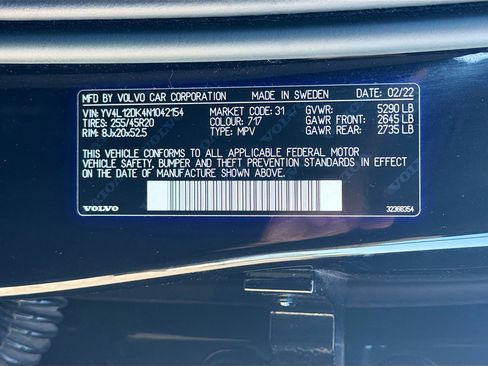 MFD BY VOLVO CAR CORPORATION MADE IN SWEDEN DATE: 02/22
VIN: YV4L12DK4N1042154 MARKET CODE: 31 GVWR: 5290 LB
TIRES: 255/45R20 COLOUR: 717 GAWR FRONT: 2645 LB
RIM: 8Jx20x52.5 TYPE: MPV GAWR REAR: 2735 LB
THIS VEHICLE CONFORMS TO ALL APPLICABLE FEDERAL MOTOR
VEHICLE SAFETY, BUMPER AND THEFT PREVENTION STANDARDS IN EFFECT
ON THE DATE OF MANUFACTURE SHOWN ABOVE.
VOLVO 32366354